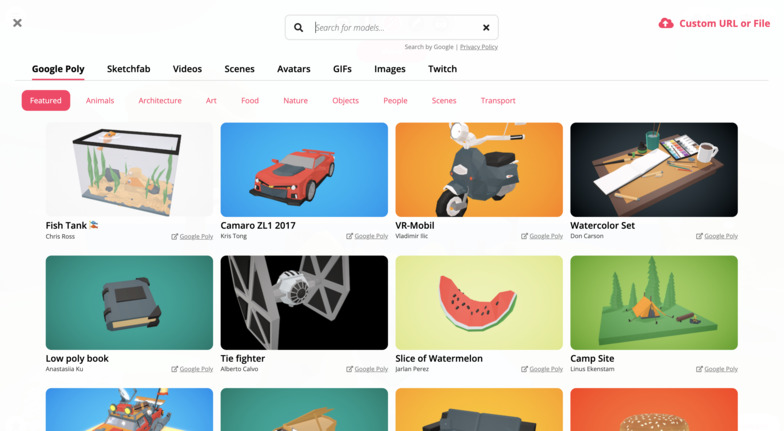 Search for models...
Custom URL or File
Search by Google | Privacy Policy
Google Poly Sketchfab Videos Scenes Avatars GIFs Images Twitch
Featured Animals Architecture Art Food Nature Objects People Scenes Transport
Fish Tank Camaro ZL1 2017 VR-Mobil Watercolor Set
Chris Ross Google Poly Kris Tong Google Poly Vladimir Ilic Google Poly Don Carson Google Poly
Low poly book Tie fighter Slice of Watermelon Camp Site
Anastasiia Ku Google Poly Alberto Calvo Google Poly Jarlan Perez Google Poly Linus Ekenstam Google Poly